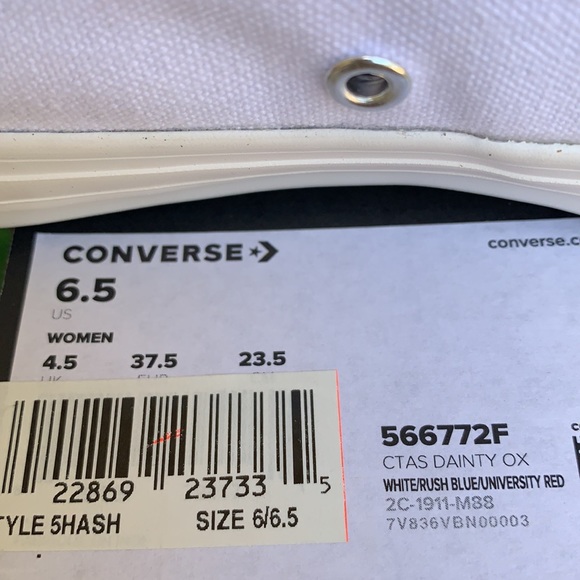 CONVERSE
converse.c
6.5
US
WOMEN
4.5 37.5 23.5
566772F
CTAS DAINTY OX
WHITE/RUSH BLUE/UNIVERSITY RED
2C-1911-M88
7V836VBN00003
22869 23733 5
TYLE 5HASH SIZE 6/6.5